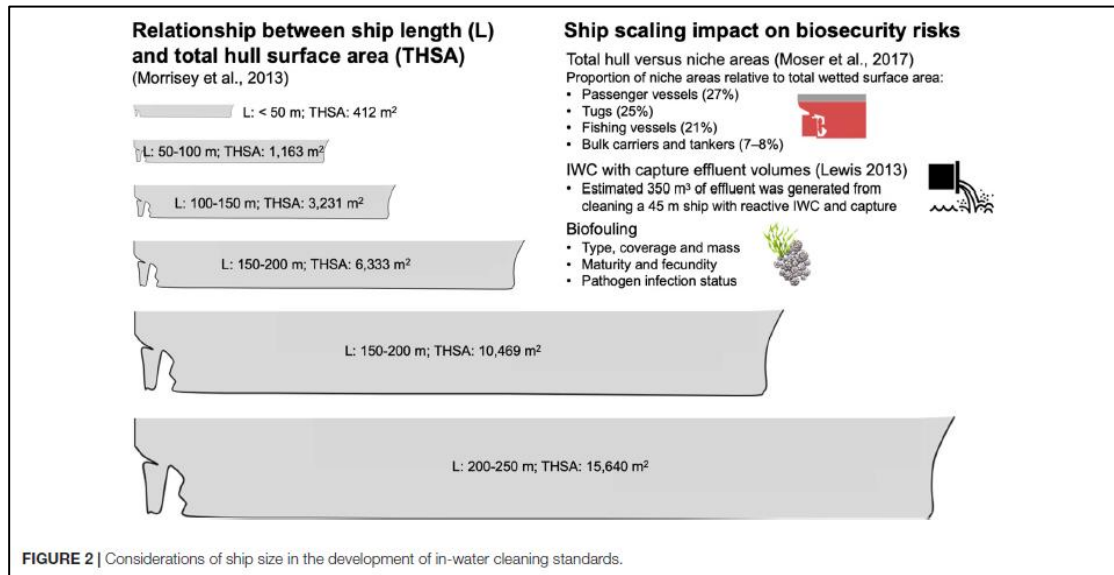 Relationship between ship length (L)
and total hull surface area (THSA)
(Morrisey et al., 2013)
L: < 50 m; THSA: 412 m²
L: 50-100 m; THSA: 1,163 m²
L: 100-150 m; THSA: 3,231 m²
L: 150-200 m; THSA: 6,333 m²
L: 150-200 m; THSA: 10,469 m²
L: 200-250 m; THSA: 15,640 m²
Ship scaling impact on biosecurity risks
Total hull versus niche areas (Moser et al., 2017)
Proportion of niche areas relative to total wetted surface area:
• Passenger vessels (27%)
• Tugs (25%)
• Fishing vessels (21%)
• Bulk carriers and tankers (7–8%)
IWC with capture effluent volumes (Lewis 2013)
• Estimated 350 m³ of effluent was generated from
cleaning a 45 m ship with reactive IWC and capture
Biofouling
• Type, coverage and mass
• Maturity and fecundity
• Pathogen infection status
FIGURE 2 | Considerations of ship size in the development of in-water cleaning standards.